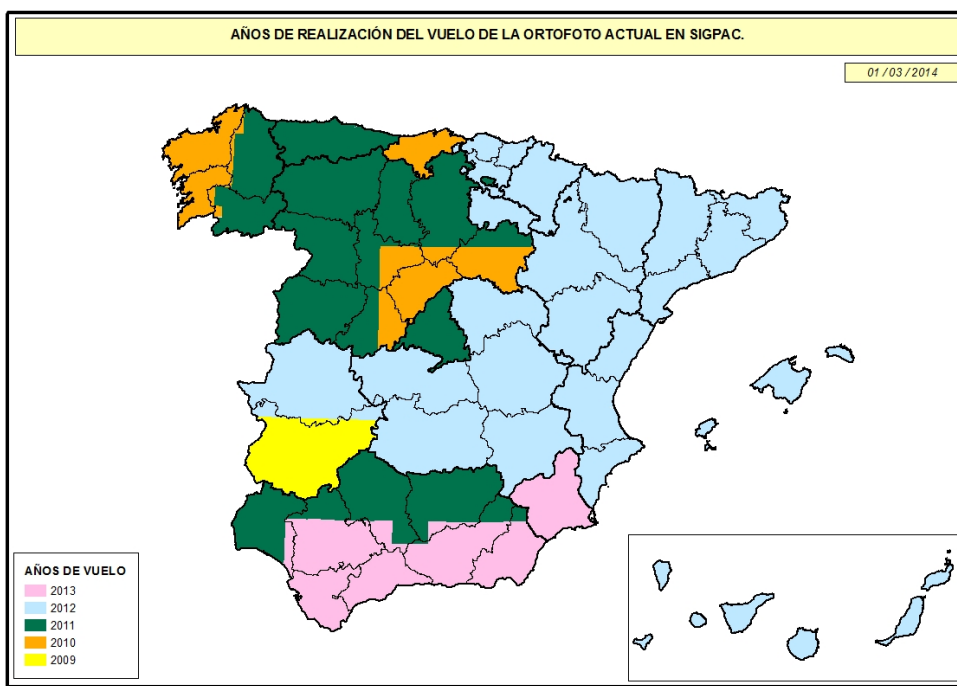 AÑOS DE REALIZACIÓN DEL VUELO DE LA ORTOFOTO ACTUAL EN SIGPAC.
01 / 03 / 2014
AÑOS DE VUELO
2013
2012
2011
2010
2009